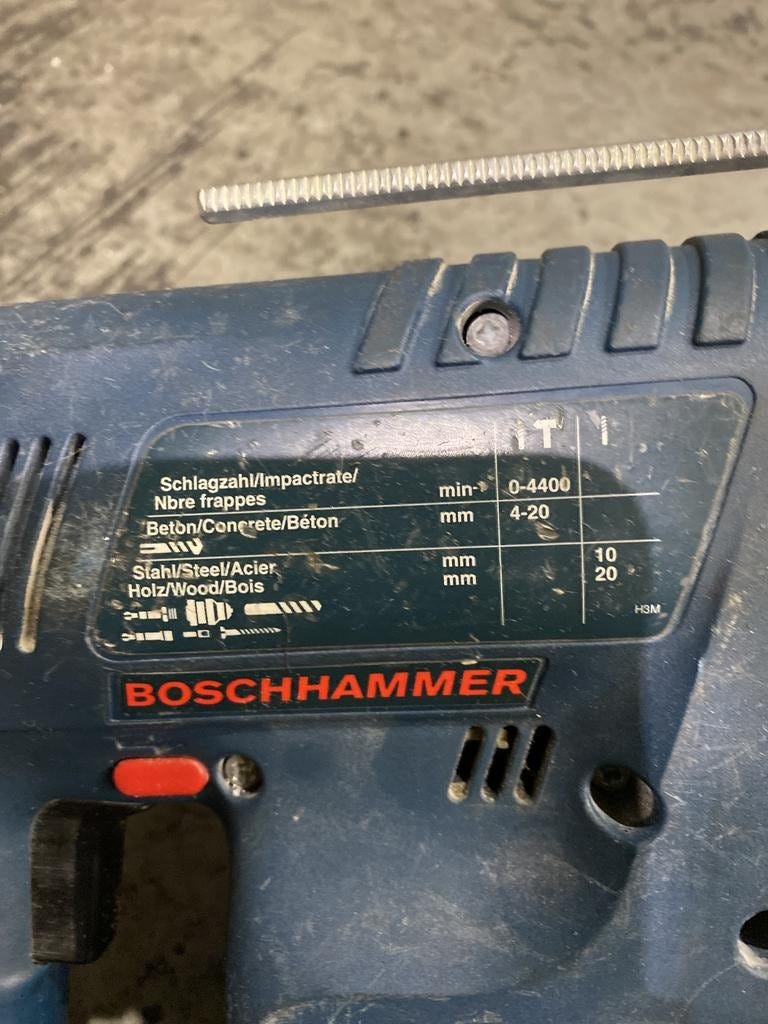 Schlagzahl/Impactrate/
Nbre frappes min-¹ 0-4400
Beton/Concrete/Béton mm 4-20
Stahl/Steel/Acier mm 10
Holz/Wood/Bois mm 20
H3M
BOSCHHAMMER